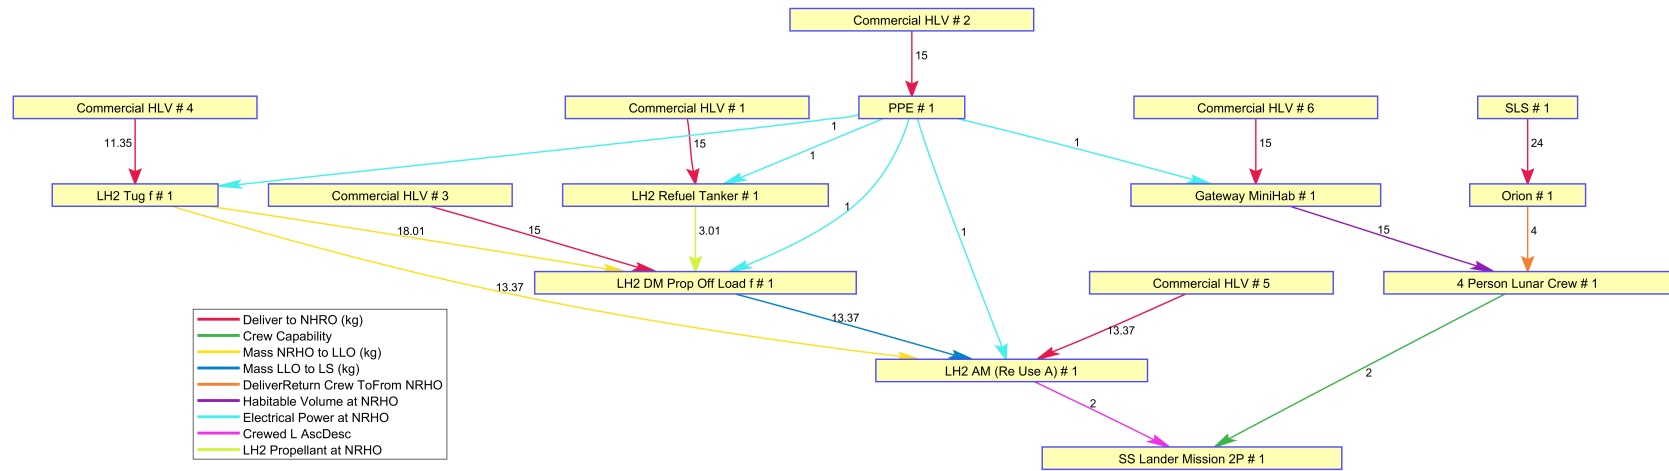 Commercial HLV # 2
15
Commercial HLV # 4
Commercial HLV # 1
PPE # 1
Commercial HLV # 6
SLS # 1
11.35
15
1
1
1
15
24
LH2 Tug f # 1
Commercial HLV # 3
LH2 Refuel Tanker # 1
Gateway MiniHab # 1
Orion # 1
18.01
15
3.01
1
1
15
4
LH2 DM Prop Off Load f # 1
Commercial HLV # 5
4 Person Lunar Crew # 1
13.37
13.37
13.37
LH2 AM (Re Use A) # 1
2
2
SS Lander Mission 2P # 1
Deliver to NHRO (kg)
Crew Capability
Mass NRHO to LLO (kg)
Mass LLO to LS (kg)
DeliverReturn Crew ToFrom NRHO
Habitable Volume at NRHO
Electrical Power at NRHO
Crewed L AscDesc
LH2 Propellant at NRHO